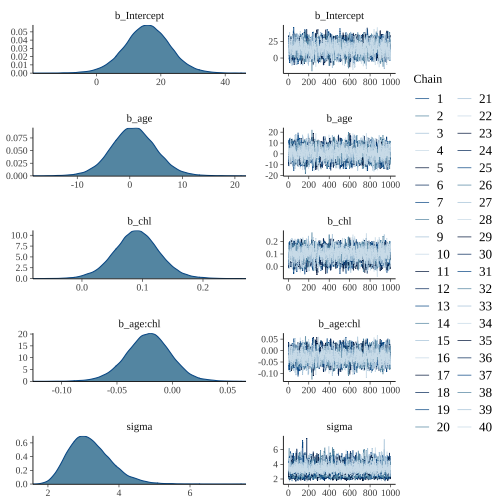 b_Intercept
0.05
0.04
0.03
0.02
0.01
0.00
0 20 40
b_Intercept
25
0
0 200 400 600 800 1000
b_age
0.075
0.050
0.025
0.000
-10 0 10 20
b_age
20
10
0
-10
-20
0 200 400 600 800 1000
b_chl
10.0
7.5
5.0
2.5
0.0
0.0 0.1 0.2
b_chl
0.2
0.1
0.0
0 200 400 600 800 1000
b_age:chl
20
15
10
5
0
-0.10 -0.05 0.00 0.05
b_age:chl
0.05
0.00
-0.05
-0.10
0 200 400 600 800 1000
sigma
0.6
0.4
0.2
0.0
2 4 6
sigma
6
4
2
0 200 400 600 800 1000
Chain
1 21
2 22
3 23
4 24
5 25
6 26
7 27
8 28
9 29
10 30
11 31
12 32
13 33
14 34
15 35
16 36
17 37
18 38
19 39
20 40